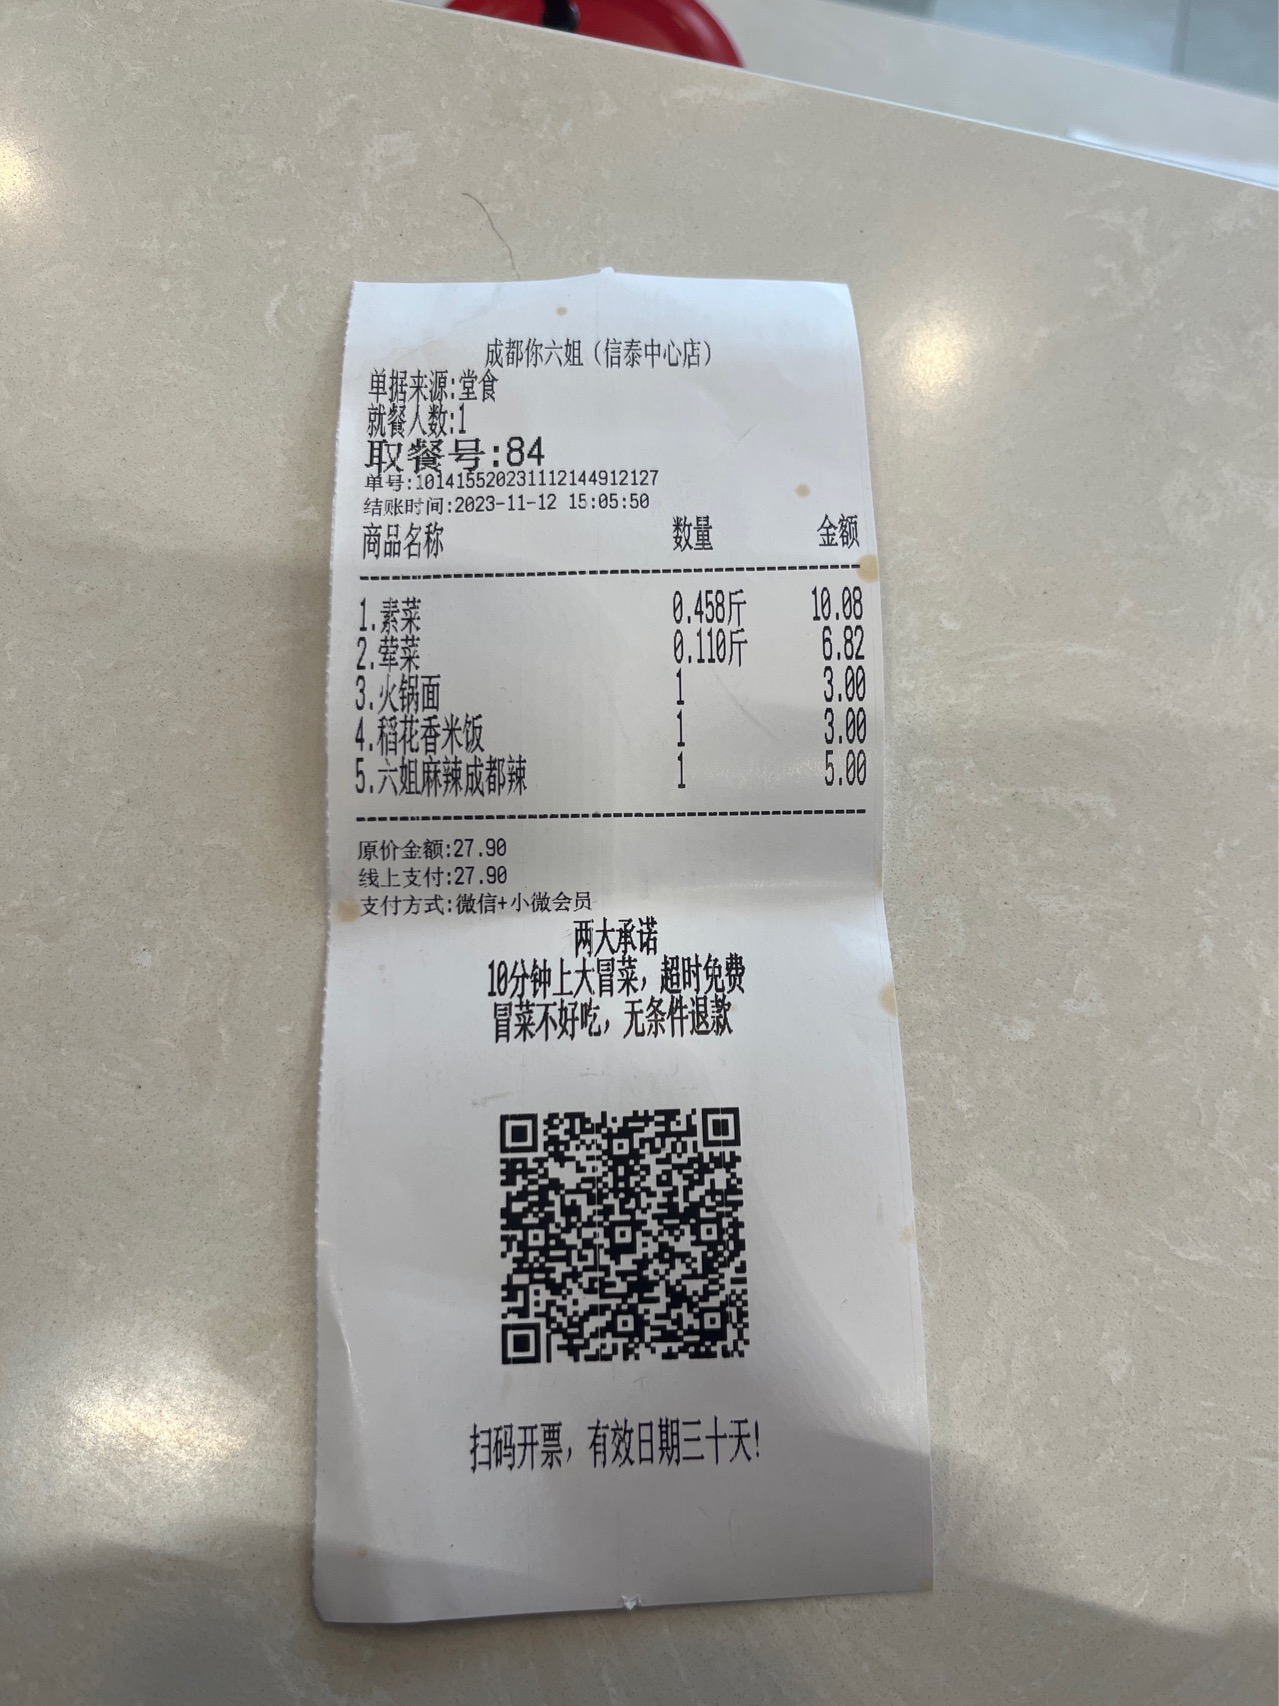 成都你六姐（信泰中心店）
单据来源:堂食
就餐人数:1
取餐号:84
单号:101415520231112144912127
结账时间:2023-11-12 15:05:50
商品名称 数量 金额
1.素菜 0.458斤 10.08
2.荤菜 0.110斤 6.82
3.火锅面 1 3.00
4.稻花香米饭 1 3.00
5.六姐麻辣成都辣 1 5.00
原价金额:27.90
线上支付:27.90
支付方式:微信+小微会员
两大承诺
10分钟上大冒菜，超时免费
冒菜不好吃，无条件退款
扫码开票，有效日期三十天!